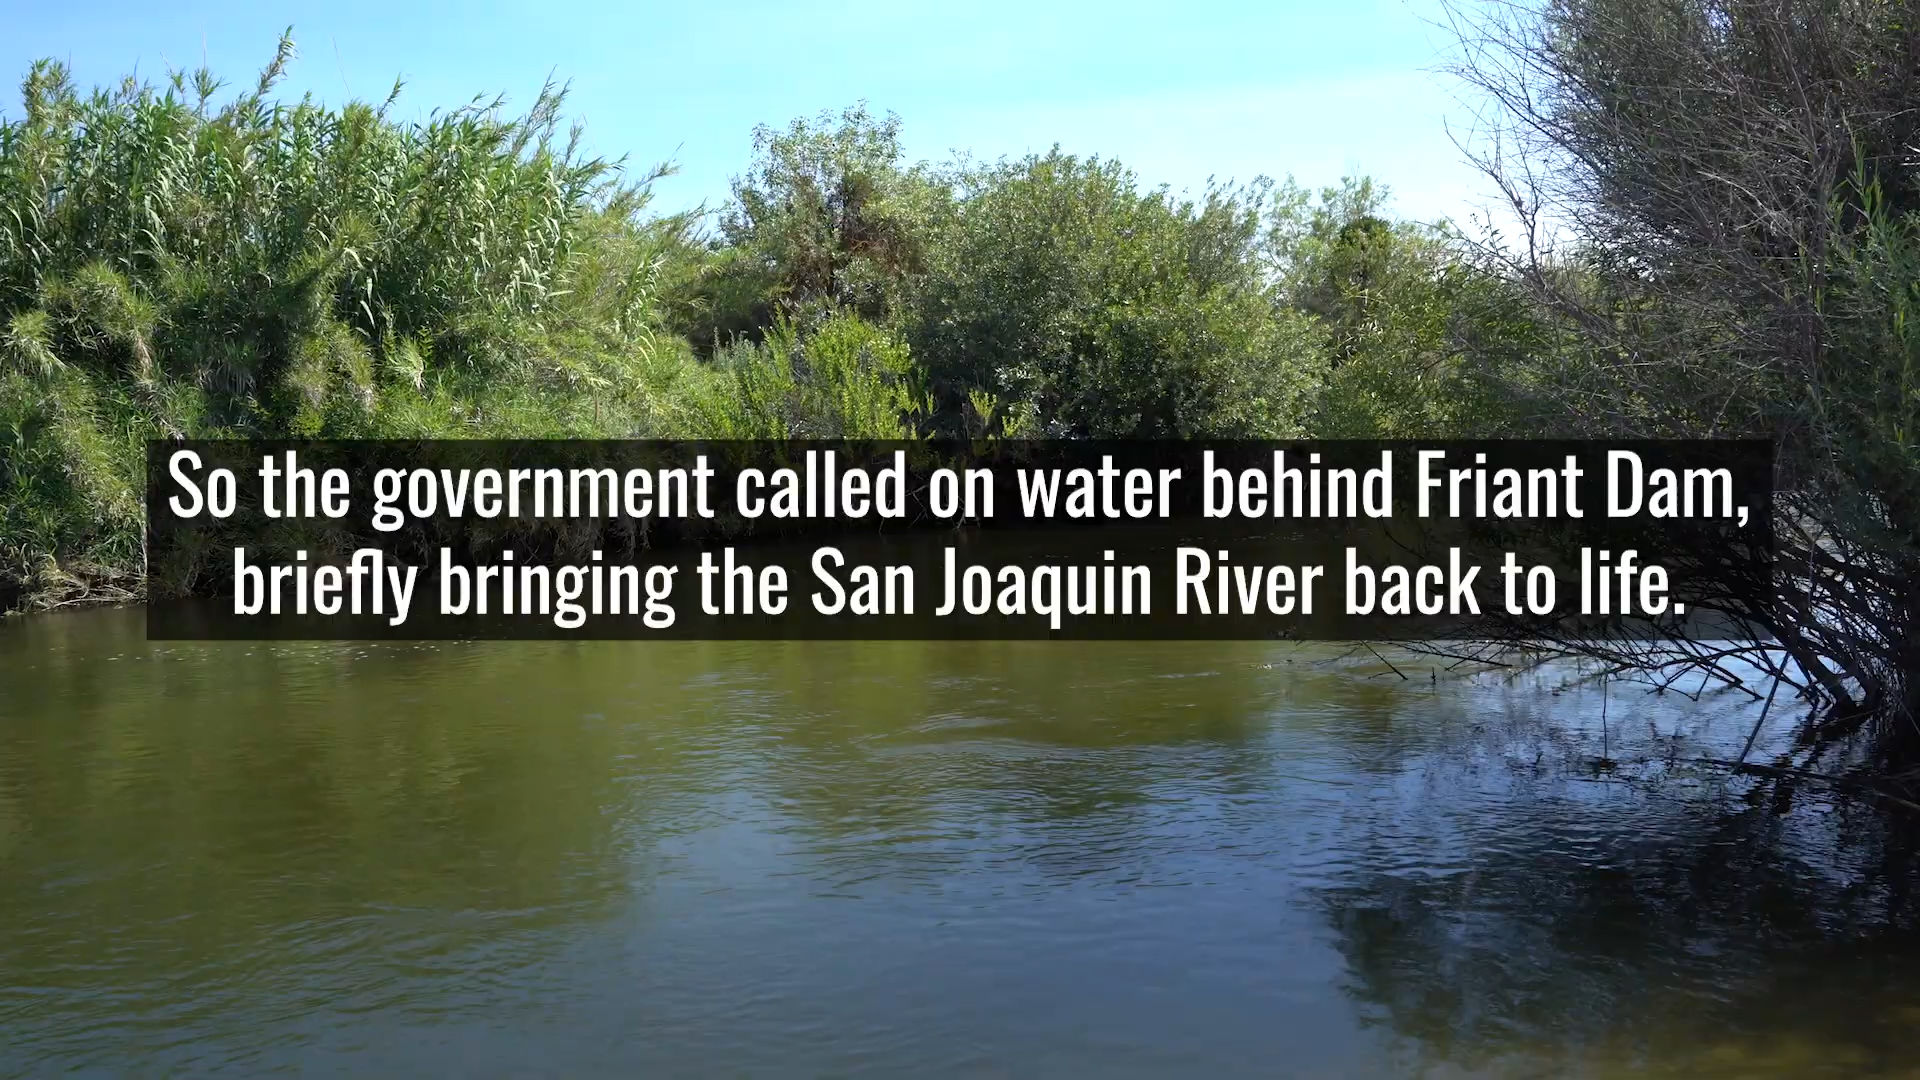 So the government called on water behind Friant Dam,
briefly bringing the San Joaquin River back to life.